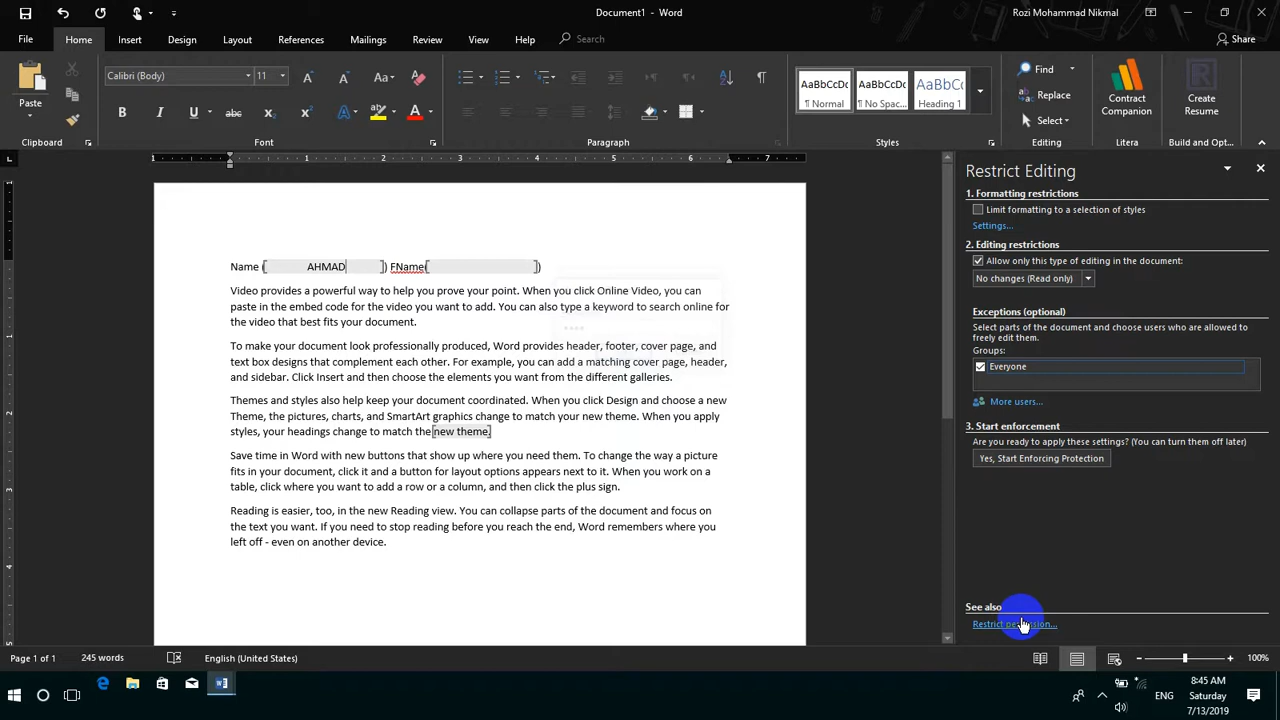 Document1 - Word
Rozi Mohammad Nikmal
File Home Insert Design Layout References Mailings Review View Help Search Share
Calibri (Body) 11 Aa
Paste
Clipboard Font Paragraph
AaBbCcDc AaBbCcDc AaBbCc
¶ Normal ¶ No Spac... Heading 1
Styles
Find
Replace
Select
Editing
Contract Companion
Litera
Create Resume
Build and Opt...
Name ([ AHMAD ]) FName([ ])
Video provides a powerful way to help you prove your point. When you click Online Video, you can
paste in the embed code for the video you want to add. You can also type a keyword to search online for
the video that best fits your document.
To make your document look professionally produced, Word provides header, footer, cover page, and
text box designs that complement each other. For example, you can add a matching cover page, header,
and sidebar. Click Insert and then choose the elements you want from the different galleries.
Themes and styles also help keep your document coordinated. When you click Design and choose a new
Theme, the pictures, charts, and SmartArt graphics change to match your new theme. When you apply
styles, your headings change to match the [new theme.]
Save time in Word with new buttons that show up where you need them. To change the way a picture
fits in your document, click it and a button for layout options appears next to it. When you work on a
table, click where you want to add a row or a column, and then click the plus sign.
Reading is easier, too, in the new Reading view. You can collapse parts of the document and focus on
the text you want. If you need to stop reading before you reach the end, Word remembers where you
left off - even on another device.
Restrict Editing
1. Formatting restrictions
Limit formatting to a selection of styles
Settings...
2. Editing restrictions
Allow only this type of editing in the document:
No changes (Read only)
Exceptions (optional)
Select parts of the document and choose users who are allowed to
freely edit them.
Groups:
Everyone
More users...
3. Start enforcement
Are you ready to apply these settings? (You can turn them off later)
Yes, Start Enforcing Protection
See also
Restrict permission...
Page 1 of 1 245 words English (United States) 100%
8:45 AM
ENG Saturday
7/13/2019